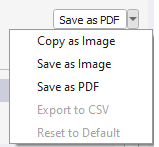 Save as PDF
Copy as Image
Save as Image
Save as PDF
Export to CSV
Reset to Default